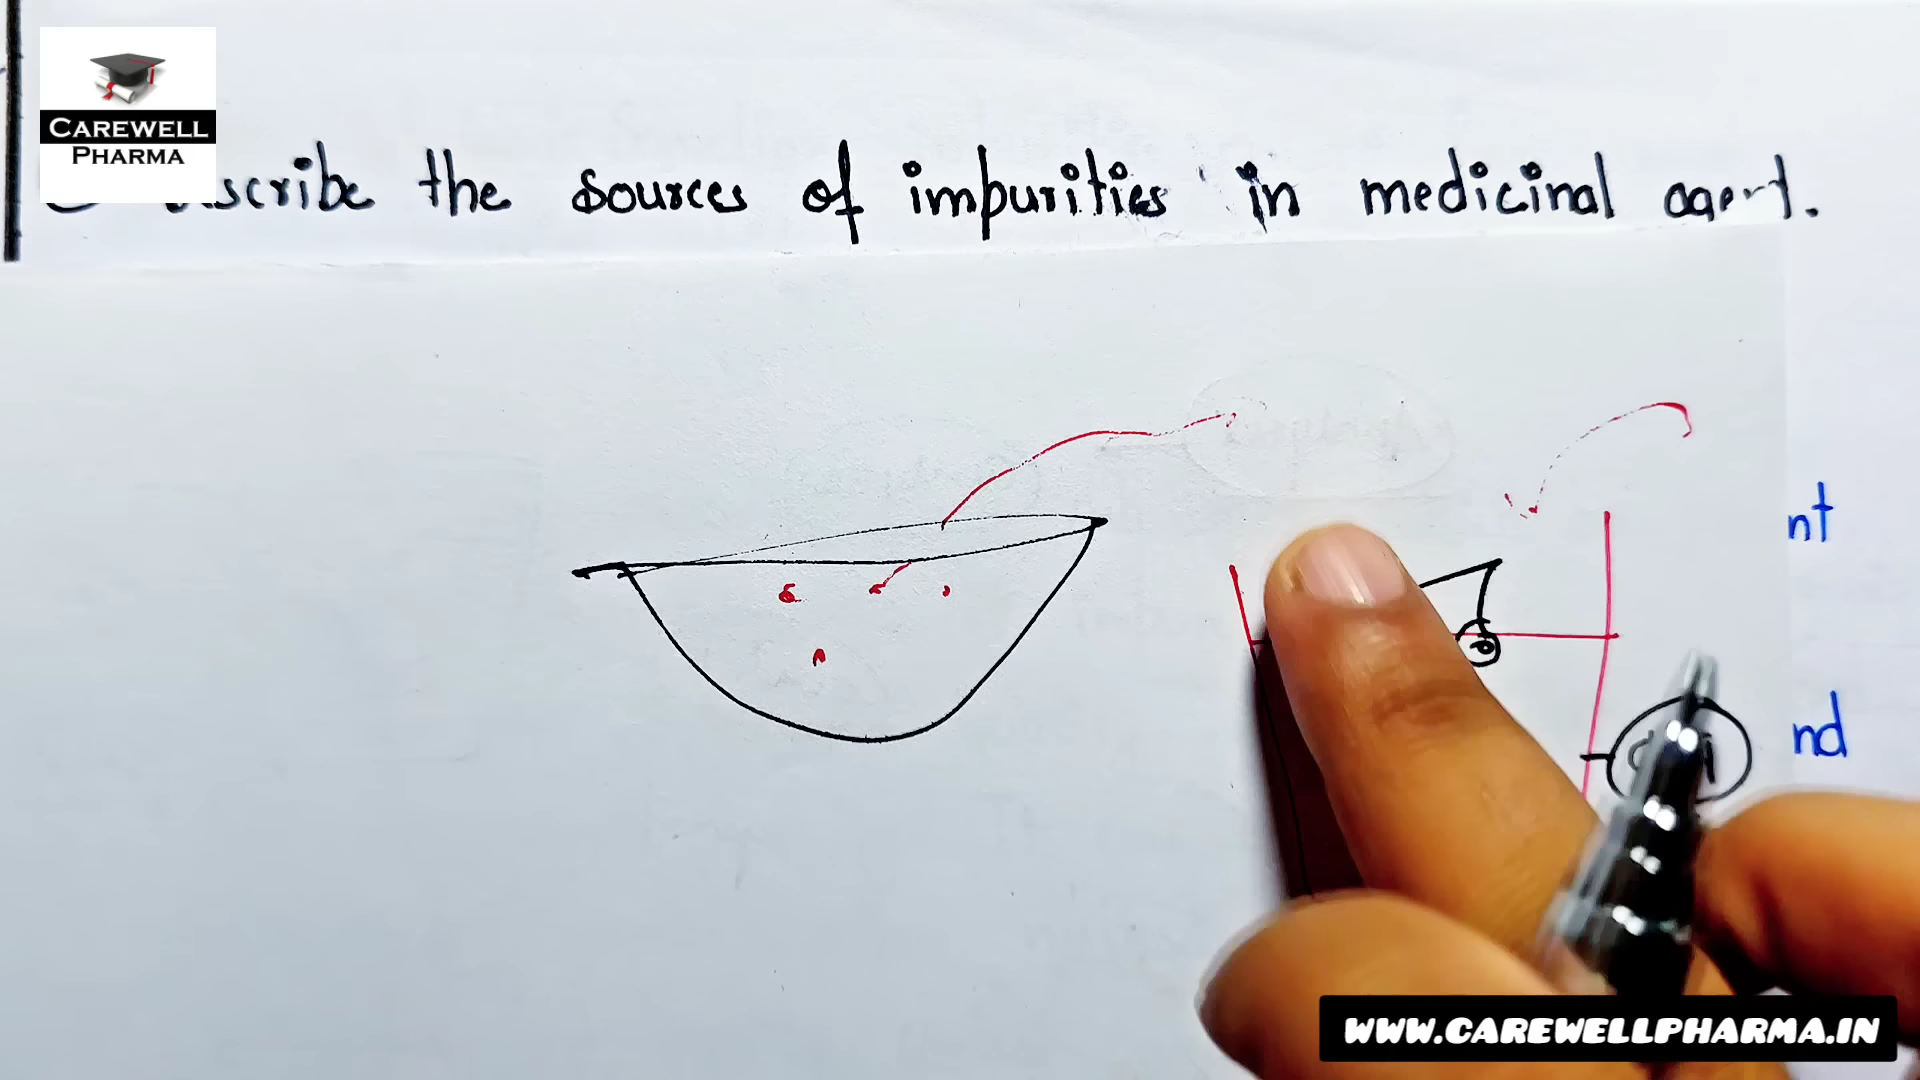 CAREWELL
PHARMA
scribe the sources of impurities in medicinal agent.
nt
nd
WWW.CAREWELLPHARMA.IN